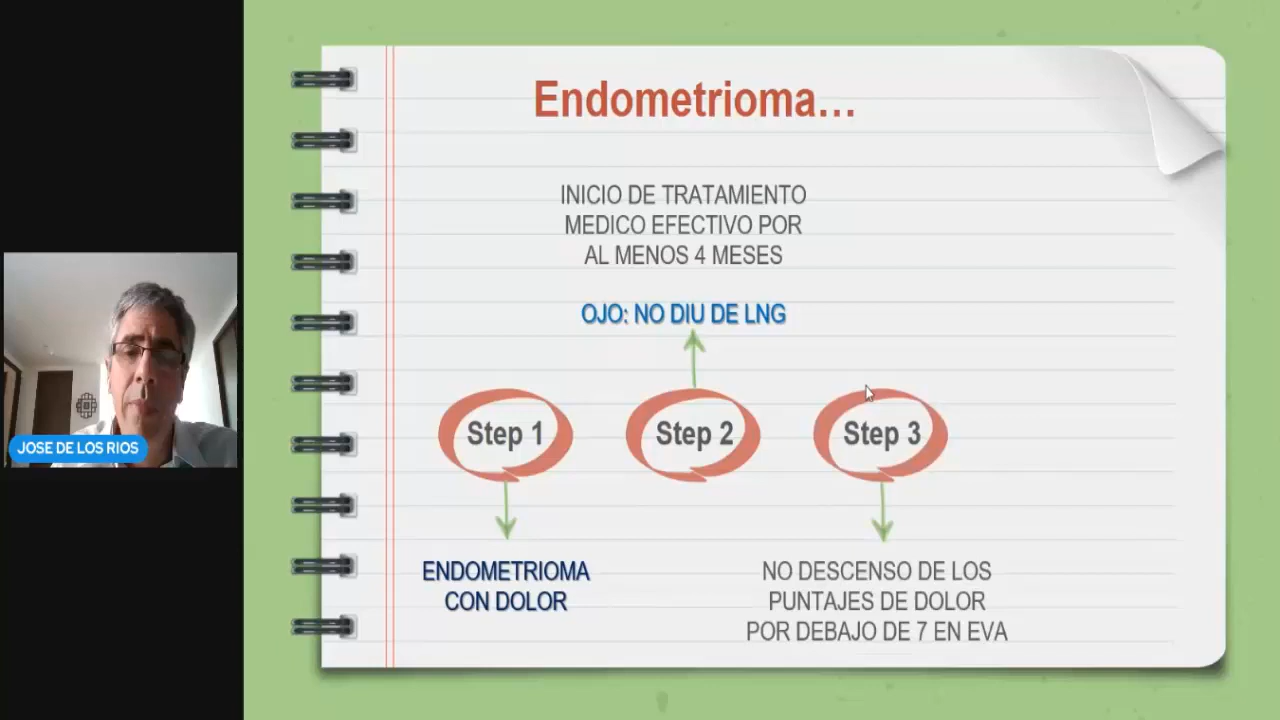 Endometrioma...
INICIO DE TRATAMIENTO
MEDICO EFECTIVO POR
AL MENOS 4 MESES
OJO: NO DIU DE LNG
Step 1
Step 2
Step 3
ENDOMETRIOMA
CON DOLOR
NO DESCENSO DE LOS
PUNTAJES DE DOLOR
POR DEBAJO DE 7 EN EVA
JOSE DE LOS RIOS